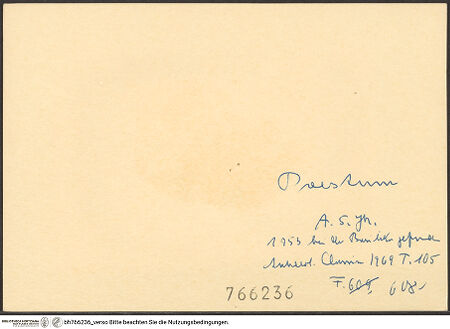 Paestum
A. 5. Jh.
1953 bei der Basilika gefunden
Archeol. Classica 1969 T. 105
F. 609, 608
766236
bh766236_verso Bitte beachten Sie die Nutzungsbedingungen.